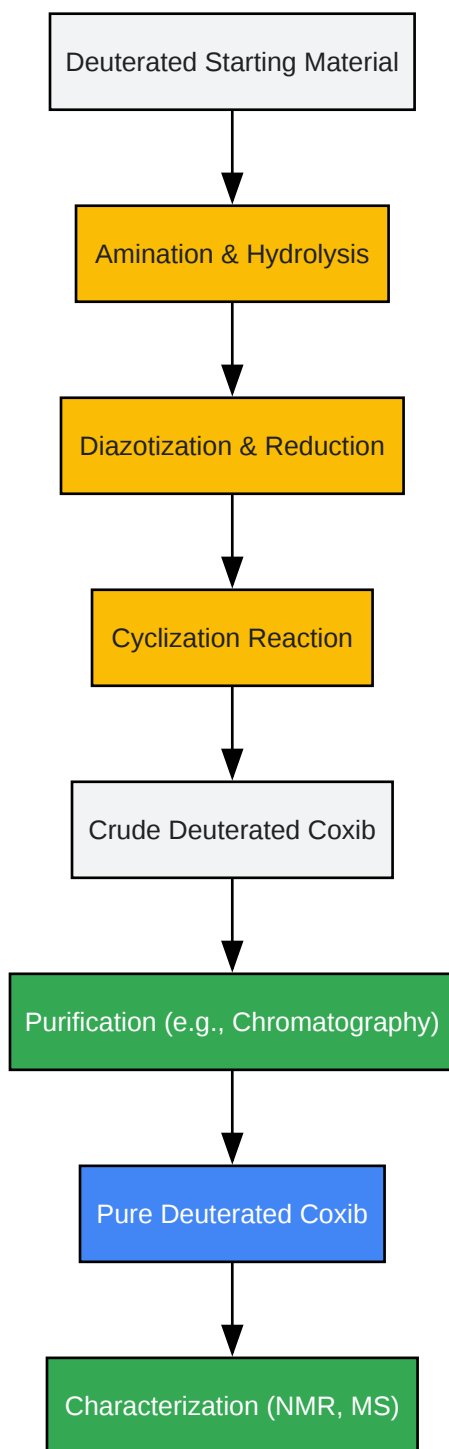 Deuterated Starting Material
Amination & Hydrolysis
Diazotization & Reduction
Cyclization Reaction
Crude Deuterated Coxib
Purification (e.g., Chromatography)
Pure Deuterated Coxib
Characterization (NMR, MS)